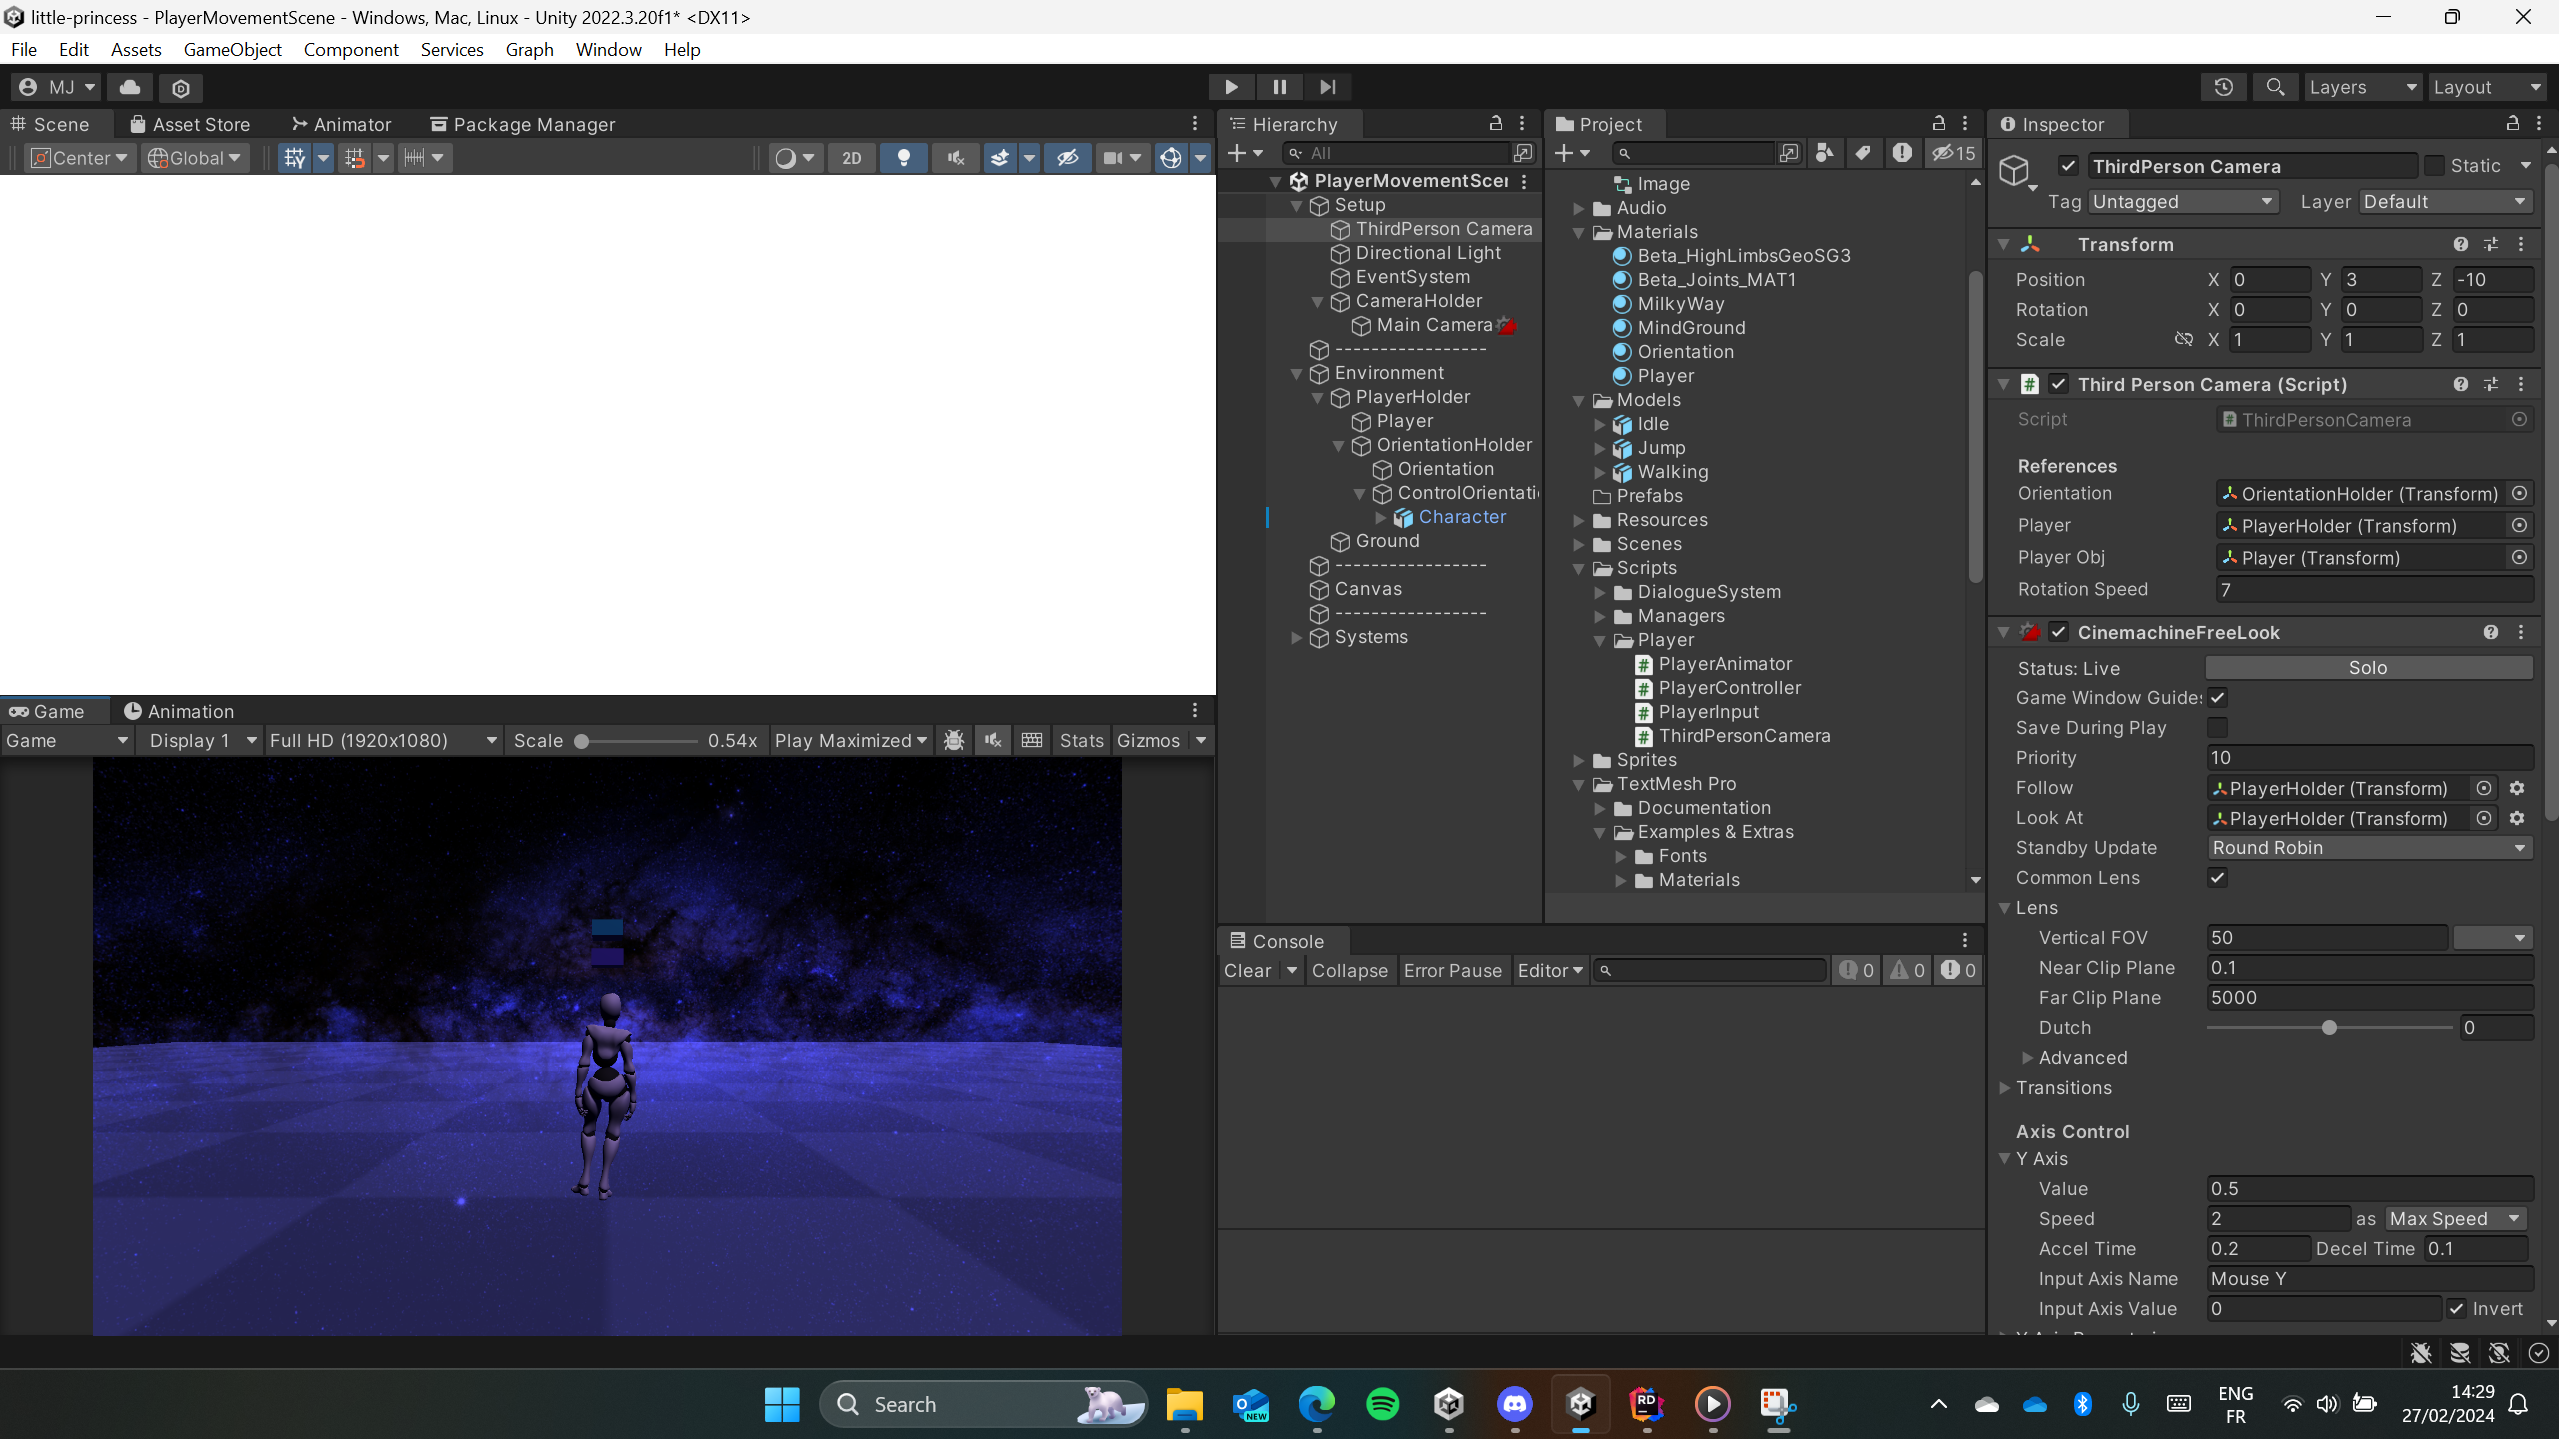 little-princess - PlayerMovementScene - Windows, Mac, Linux - Unity 2022.3.20f1* <DX11>
File Edit Assets GameObject Component Services Graph Window Help
MJ
Layers Layout
Scene Asset Store Animator Package Manager
Center Global 2D
Game Animation
Game Display 1 Full HD (1920x1080) Scale 0.54x Play Maximized Stats Gizmos
Hierarchy
All
PlayerMovementScer
Setup
ThirdPerson Camera
Directional Light
EventSystem
CameraHolder
Main Camera
-----------------
Environment
PlayerHolder
Player
OrientationHolder
Orientation
ControlOrientati
Character
Ground
-----------------
Canvas
-----------------
Systems
Project
15
Image
Audio
Materials
Beta_HighLimbsGeoSG3
Beta_Joints_MAT1
MilkyWay
MindGround
Orientation
Player
Models
Idle
Jump
Walking
Prefabs
Resources
Scenes
Scripts
DialogueSystem
Managers
Player
PlayerAnimator
PlayerController
PlayerInput
ThirdPersonCamera
Sprites
TextMesh Pro
Documentation
Examples & Extras
Fonts
Materials
Console
Clear Collapse Error Pause Editor 0 0 0
Inspector
ThirdPerson Camera Static
Tag Untagged Layer Default
Transform
Position X 0 Y 3 Z -10
Rotation X 0 Y 0 Z 0
Scale X 1 Y 1 Z 1
Third Person Camera (Script)
Script ThirdPersonCamera
References
Orientation OrientationHolder (Transform)
Player PlayerHolder (Transform)
Player Obj Player (Transform)
Rotation Speed 7
CinemachineFreeLook
Status: Live Solo
Game Window Guides
Save During Play
Priority 10
Follow PlayerHolder (Transform)
Look At PlayerHolder (Transform)
Standby Update Round Robin
Common Lens
Lens
Vertical FOV 50
Near Clip Plane 0.1
Far Clip Plane 5000
Dutch 0
Advanced
Transitions
Axis Control
Y Axis
Value 0.5
Speed 2 as Max Speed
Accel Time 0.2 Decel Time 0.1
Input Axis Name Mouse Y
Input Axis Value 0 Invert
Search
NEW
RD
ENG
FR
14:29
27/02/2024